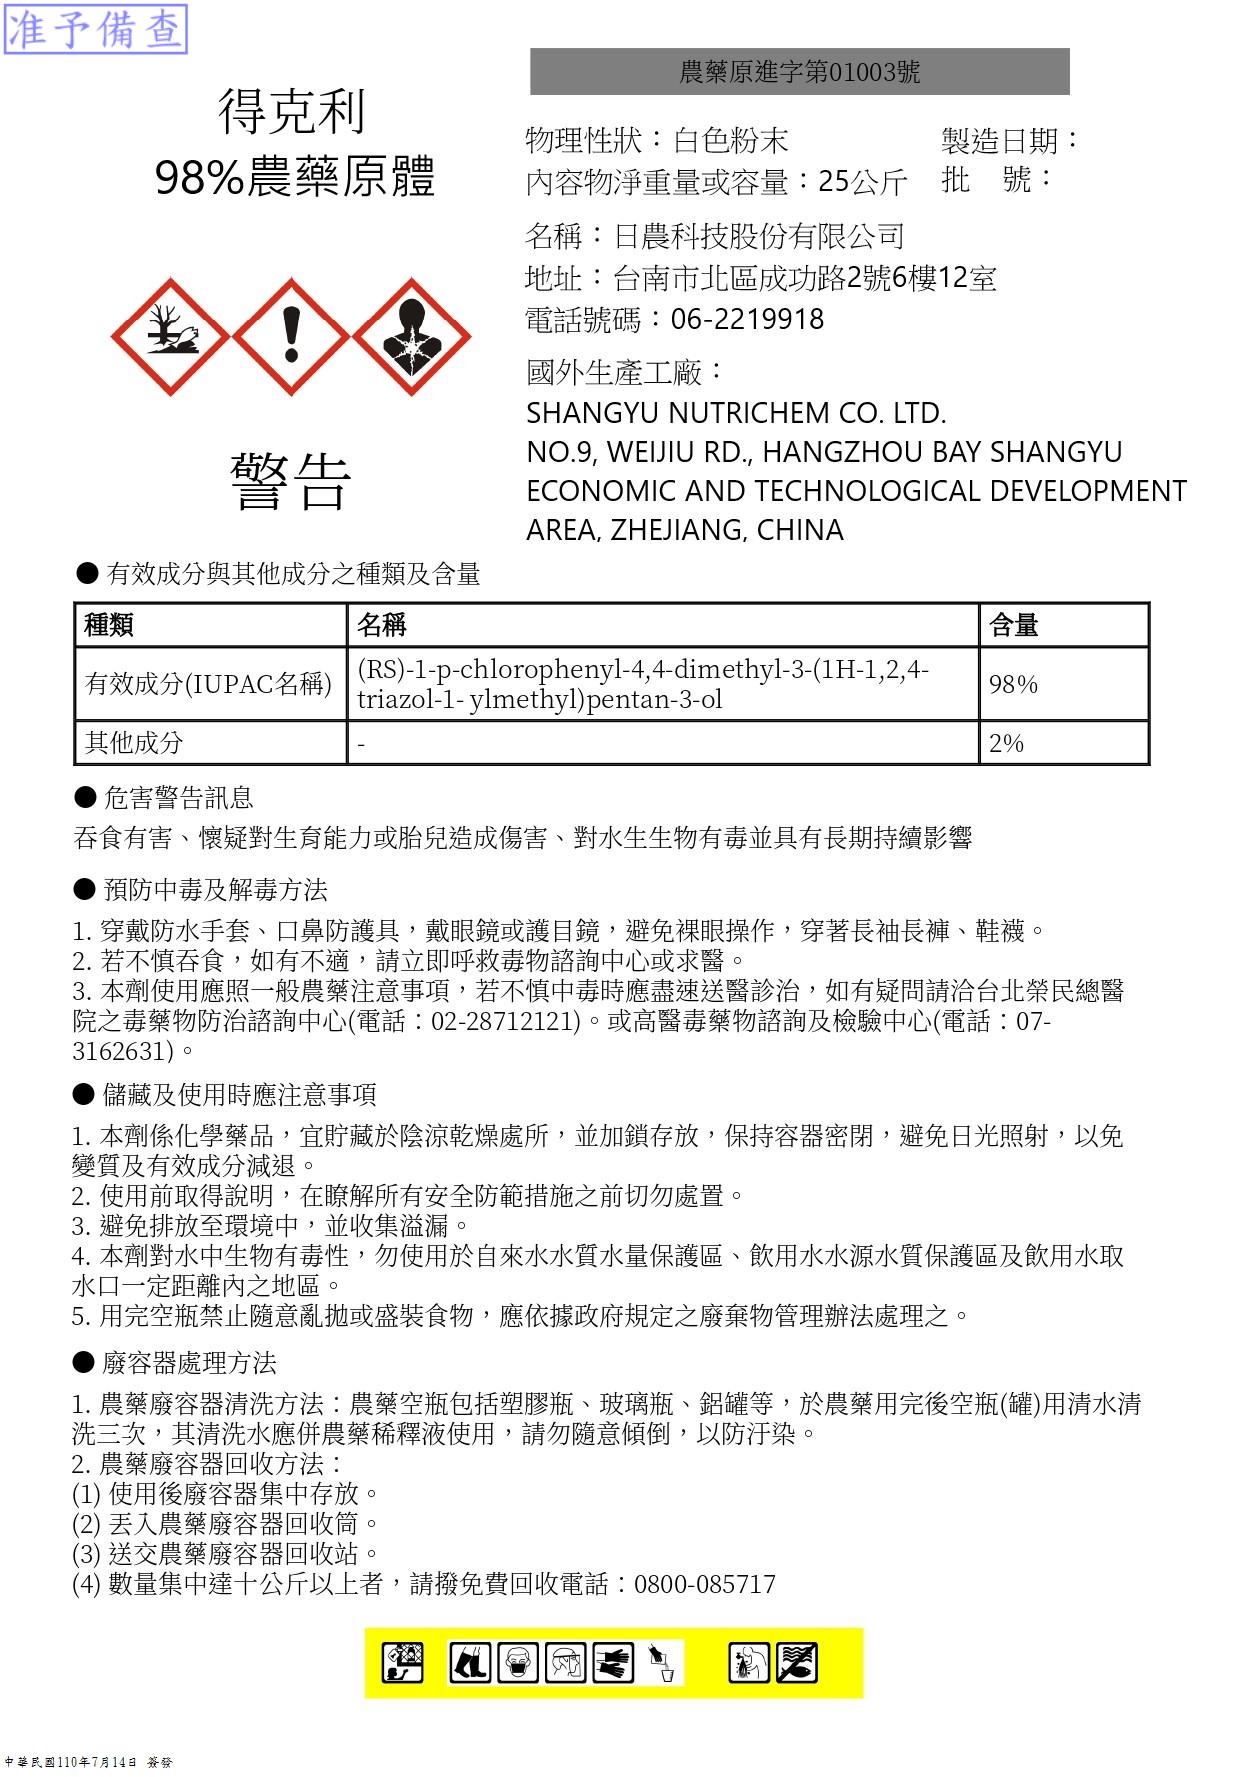 准予備查
農藥原進字第01003號
得克利
98%農藥原體
物理性狀：白色粉末
製造日期：
內容物淨重量或容量：25公斤
批　號：
名稱：日農科技股份有限公司
地址：台南市北區成功路2號6樓12室
電話號碼：06-2219918
國外生產工廠：
SHANGYU NUTRICHEM CO. LTD.
NO.9, WEIJIU RD., HANGZHOU BAY SHANGYU
ECONOMIC AND TECHNOLOGICAL DEVELOPMENT
AREA, ZHEJIANG, CHINA
警告
● 有效成分與其他成分之種類及含量
種類 名稱 含量
有效成分(IUPAC名稱) (RS)-1-p-chlorophenyl-4,4-dimethyl-3-(1H-1,2,4-
triazol-1- ylmethyl)pentan-3-ol 98%
其他成分 - 2%
● 危害警告訊息
吞食有害、懷疑對生育能力或胎兒造成傷害、對水生生物有毒並具有長期持續影響
● 預防中毒及解毒方法
1. 穿戴防水手套、口鼻防護具，戴眼鏡或護目鏡，避免裸眼操作，穿著長袖長褲、鞋襪。
2. 若不慎吞食，如有不適，請立即呼救毒物諮詢中心或求醫。
3. 本劑使用應照一般農藥注意事項，若不慎中毒時應盡速送醫診治，如有疑問請洽台北榮民總醫
院之毒藥物防治諮詢中心(電話：02-28712121)。或高醫毒藥物諮詢及檢驗中心(電話：07-
3162631)。
● 儲藏及使用時應注意事項
1. 本劑係化學藥品，宜貯藏於陰涼乾燥處所，並加鎖存放，保持容器密閉，避免日光照射，以免
變質及有效成分減退。
2. 使用前取得說明，在瞭解所有安全防範措施之前切勿處置。
3. 避免排放至環境中，並收集溢漏。
4. 本劑對水中生物有毒性，勿使用於自來水水質水量保護區、飲用水水源水質保護區及飲用水取
水口一定距離內之地區。
5. 用完空瓶禁止隨意亂拋或盛裝食物，應依據政府規定之廢棄物管理辦法處理之。
● 廢容器處理方法
1. 農藥廢容器清洗方法：農藥空瓶包括塑膠瓶、玻璃瓶、鋁罐等，於農藥用完後空瓶(罐)用清水清
洗三次，其清洗水應併農藥稀釋液使用，請勿隨意傾倒，以防汙染。
2. 農藥廢容器回收方法：
(1) 使用後廢容器集中存放。
(2) 丟入農藥廢容器回收筒。
(3) 送交農藥廢容器回收站。
(4) 數量集中達十公斤以上者，請撥免費回收電話：0800-085717
中華民國110年7月14日 簽發